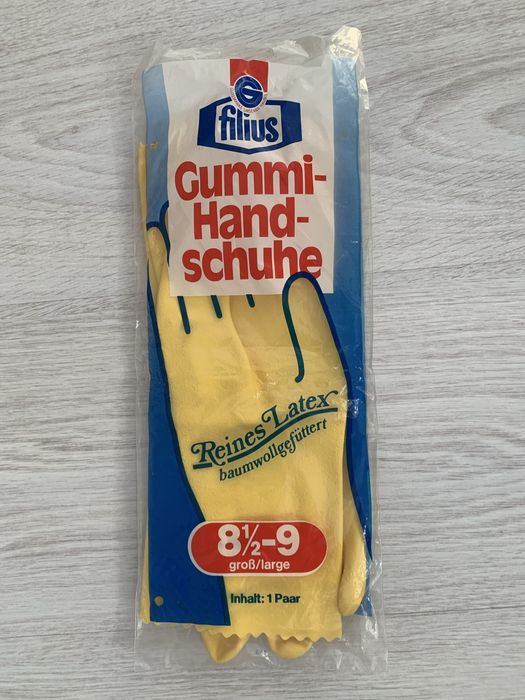 G
filius
Gummi-
Hand-
schuhe
Reines Latex
baumwollgefüttert
8½-9
groß/large
Inhalt: 1 Paar